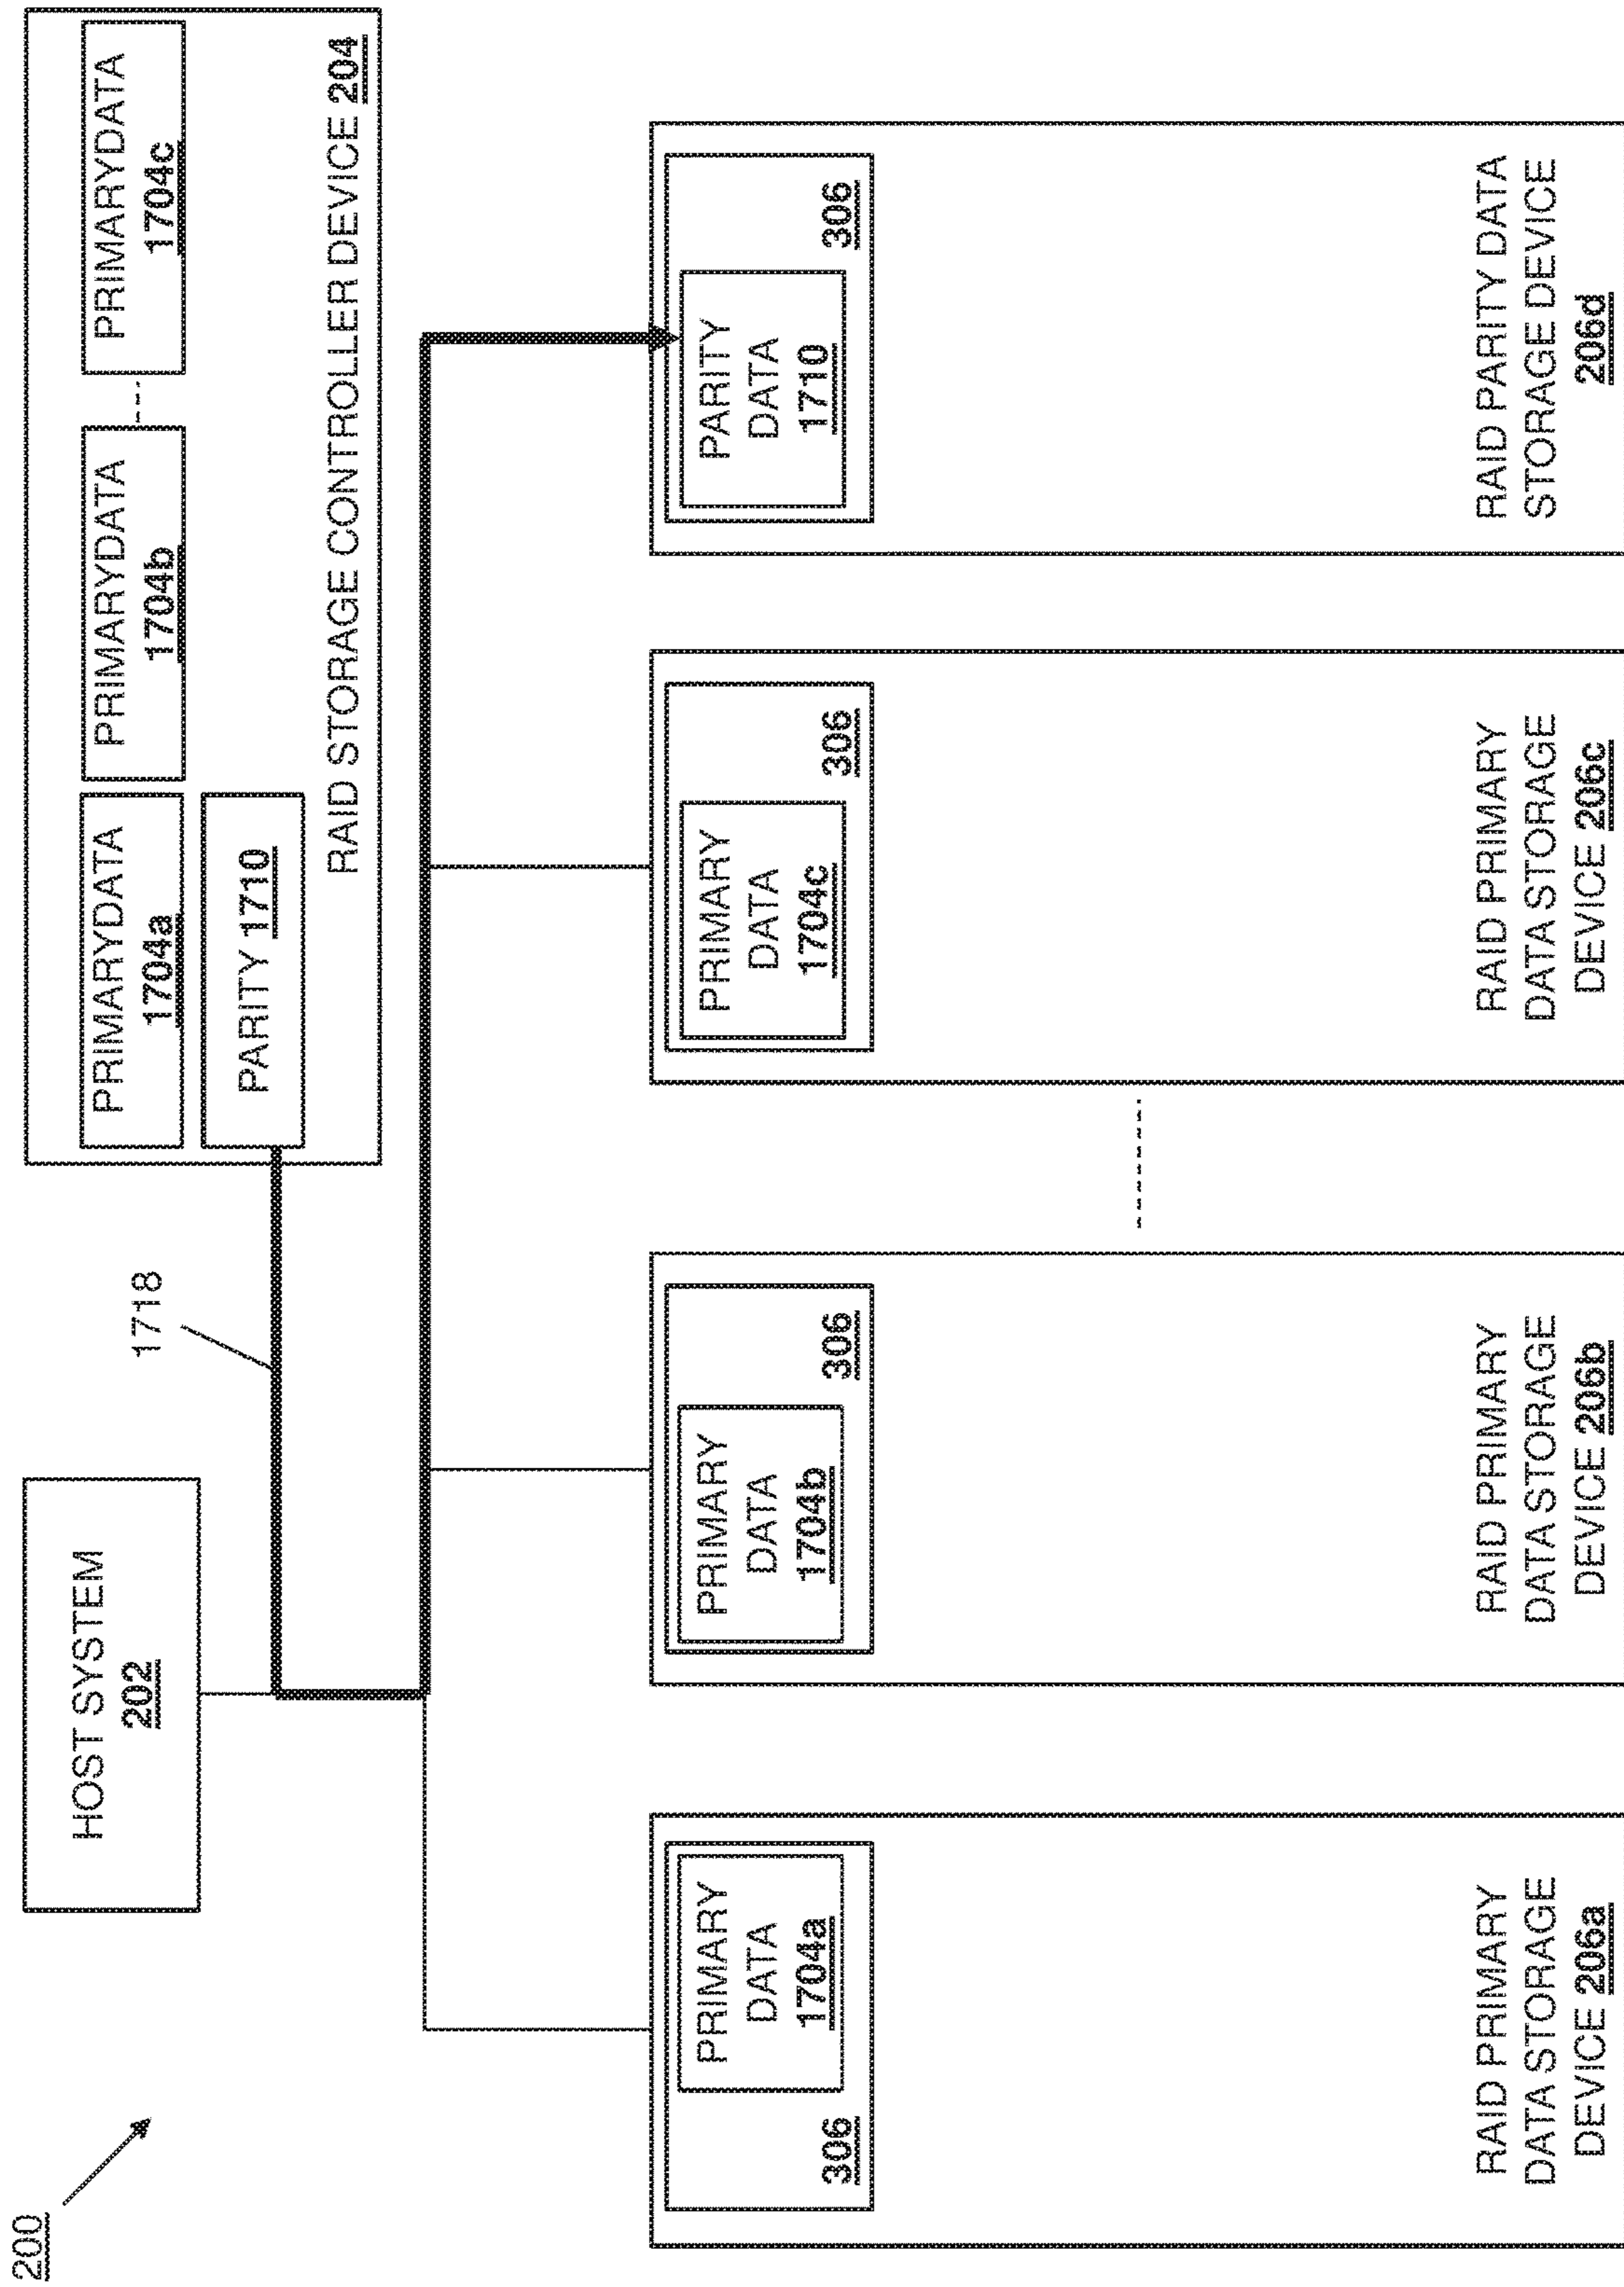 200
HOST SYSTEM
202
1718
PRIMARYDATA
1704a
PRIMARYDATA
1704b
PRIMARYDATA
1704c
PARITY 1710
RAID STORAGE CONTROLLER DEVICE 204
PRIMARY
DATA
1704a
306
RAID PRIMARY
DATA STORAGE
DEVICE 206a
PRIMARY
DATA
1704b
306
RAID PRIMARY
DATA STORAGE
DEVICE 206b
PRIMARY
DATA
1704c
306
RAID PRIMARY
DATA STORAGE
DEVICE 206c
PARITY
DATA
1710
306
RAID PARITY DATA
STORAGE DEVICE
206d